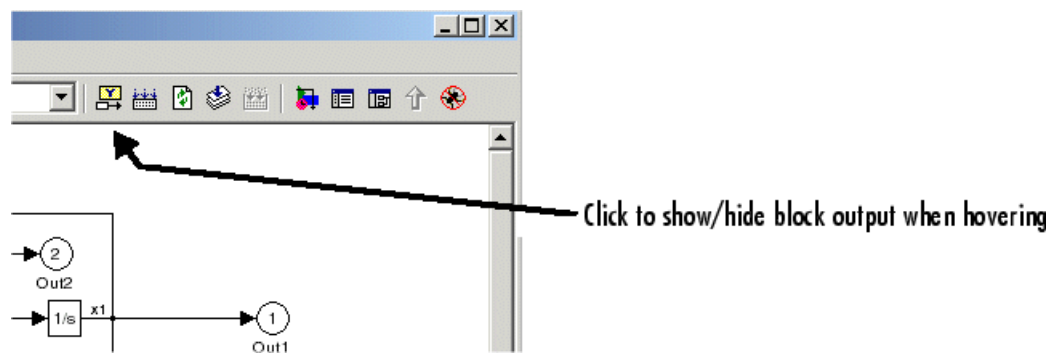 Y
Click to show/hide block output when hovering
2
Out2
1/s
x1
1
Out1